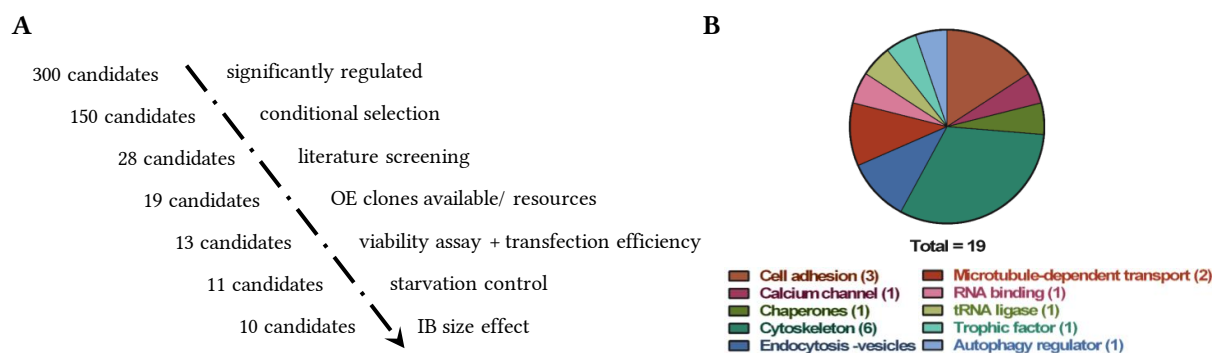 A
300 candidates significantly regulated
150 candidates conditional selection
28 candidates literature screening
19 candidates OE clones available/ resources
13 candidates viability assay + transfection efficiency
11 candidates starvation control
10 candidates IB size effect
B
Total = 19
Cell adhesion (3) Microtubule-dependent transport (2)
Calcium channel (1) RNA binding (1)
Chaperones (1) tRNA ligase (1)
Cytoskeleton (6) Trophic factor (1)
Endocytosis -vesicles Autophagy regulator (1)